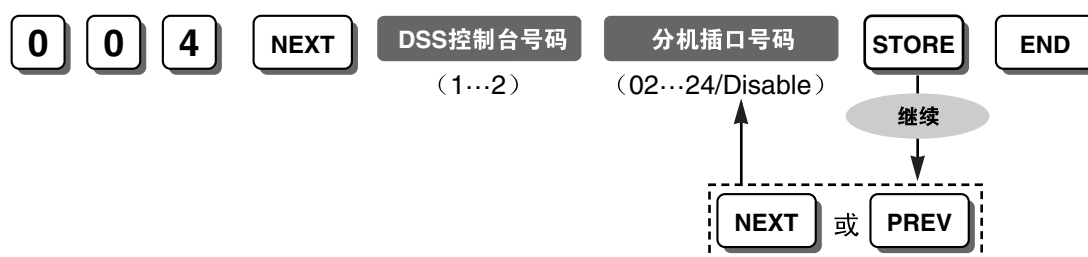 0 0 4 NEXT DSS控制台号码 分机插口号码 STORE END
（1···2） （02···24/Disable）
继续
NEXT 或 PREV